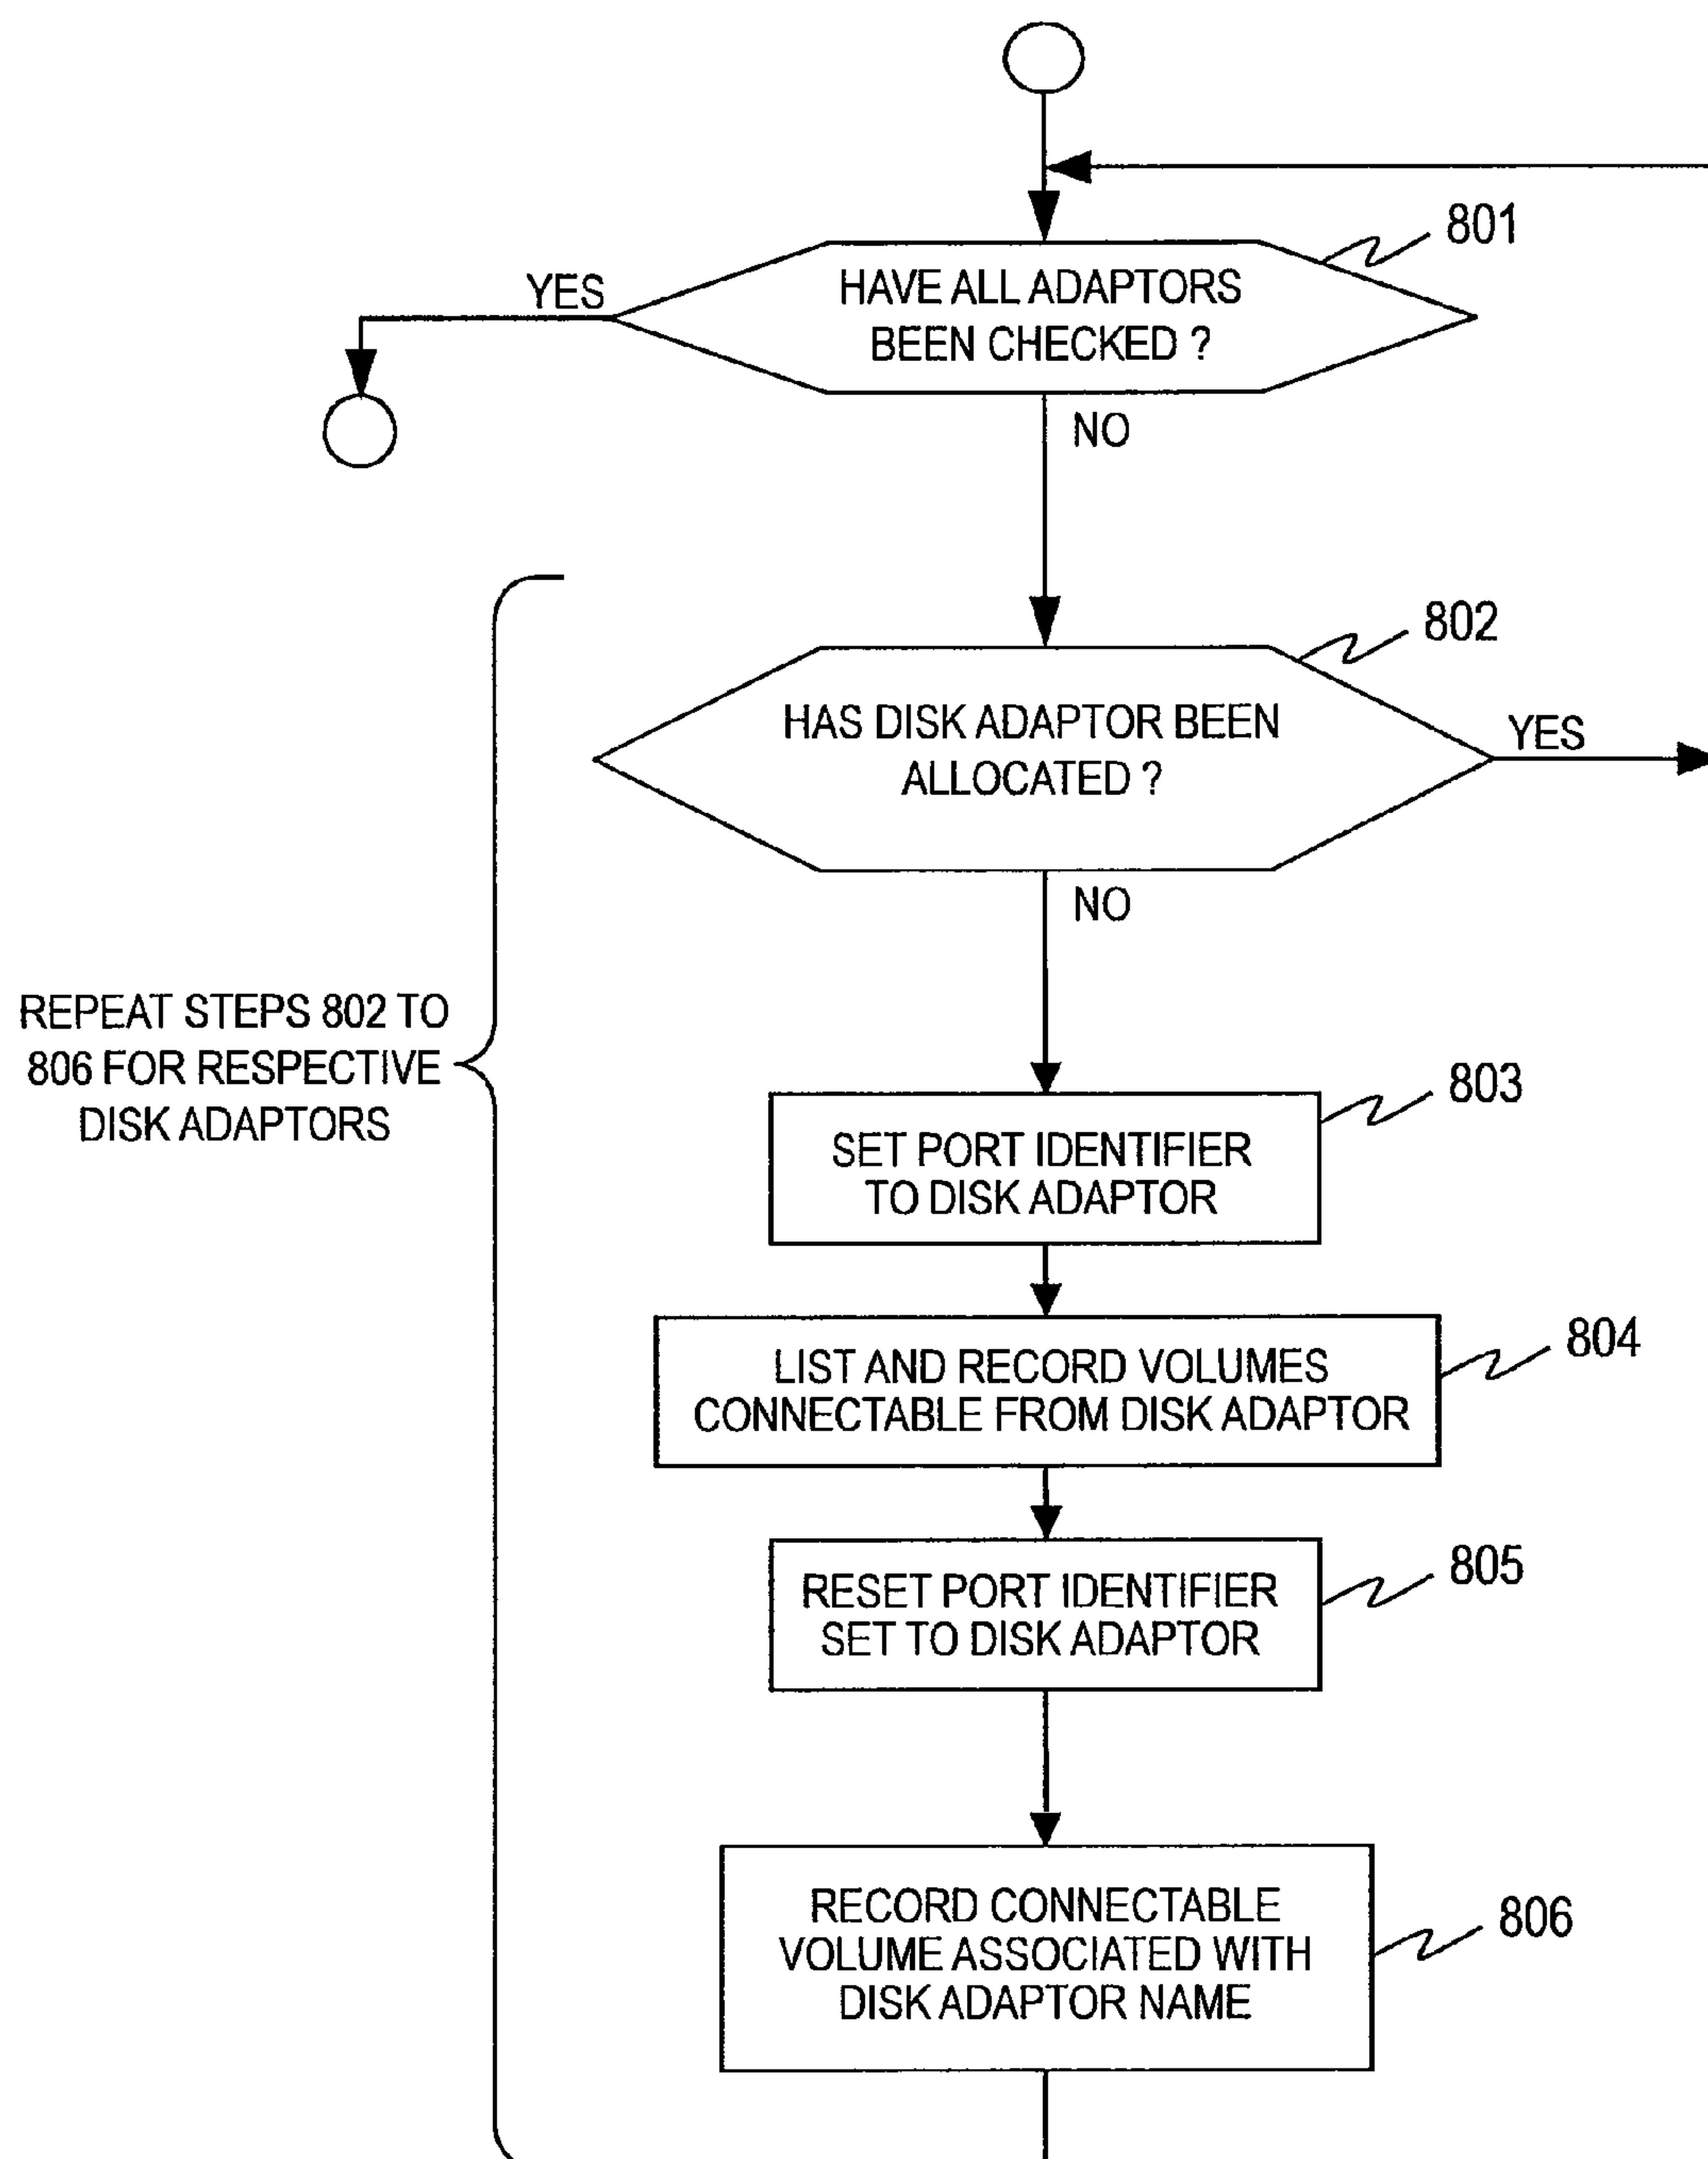 801
HAVE ALL ADAPTORS
BEEN CHECKED ?
YES
NO
802
HAS DISK ADAPTOR BEEN
ALLOCATED ?
YES
NO
REPEAT STEPS 802 TO
806 FOR RESPECTIVE
DISK ADAPTORS
803
SET PORT IDENTIFIER
TO DISK ADAPTOR
804
LIST AND RECORD VOLUMES
CONNECTABLE FROM DISK ADAPTOR
805
RESET PORT IDENTIFIER
SET TO DISK ADAPTOR
806
RECORD CONNECTABLE
VOLUME ASSOCIATED WITH
DISK ADAPTOR NAME